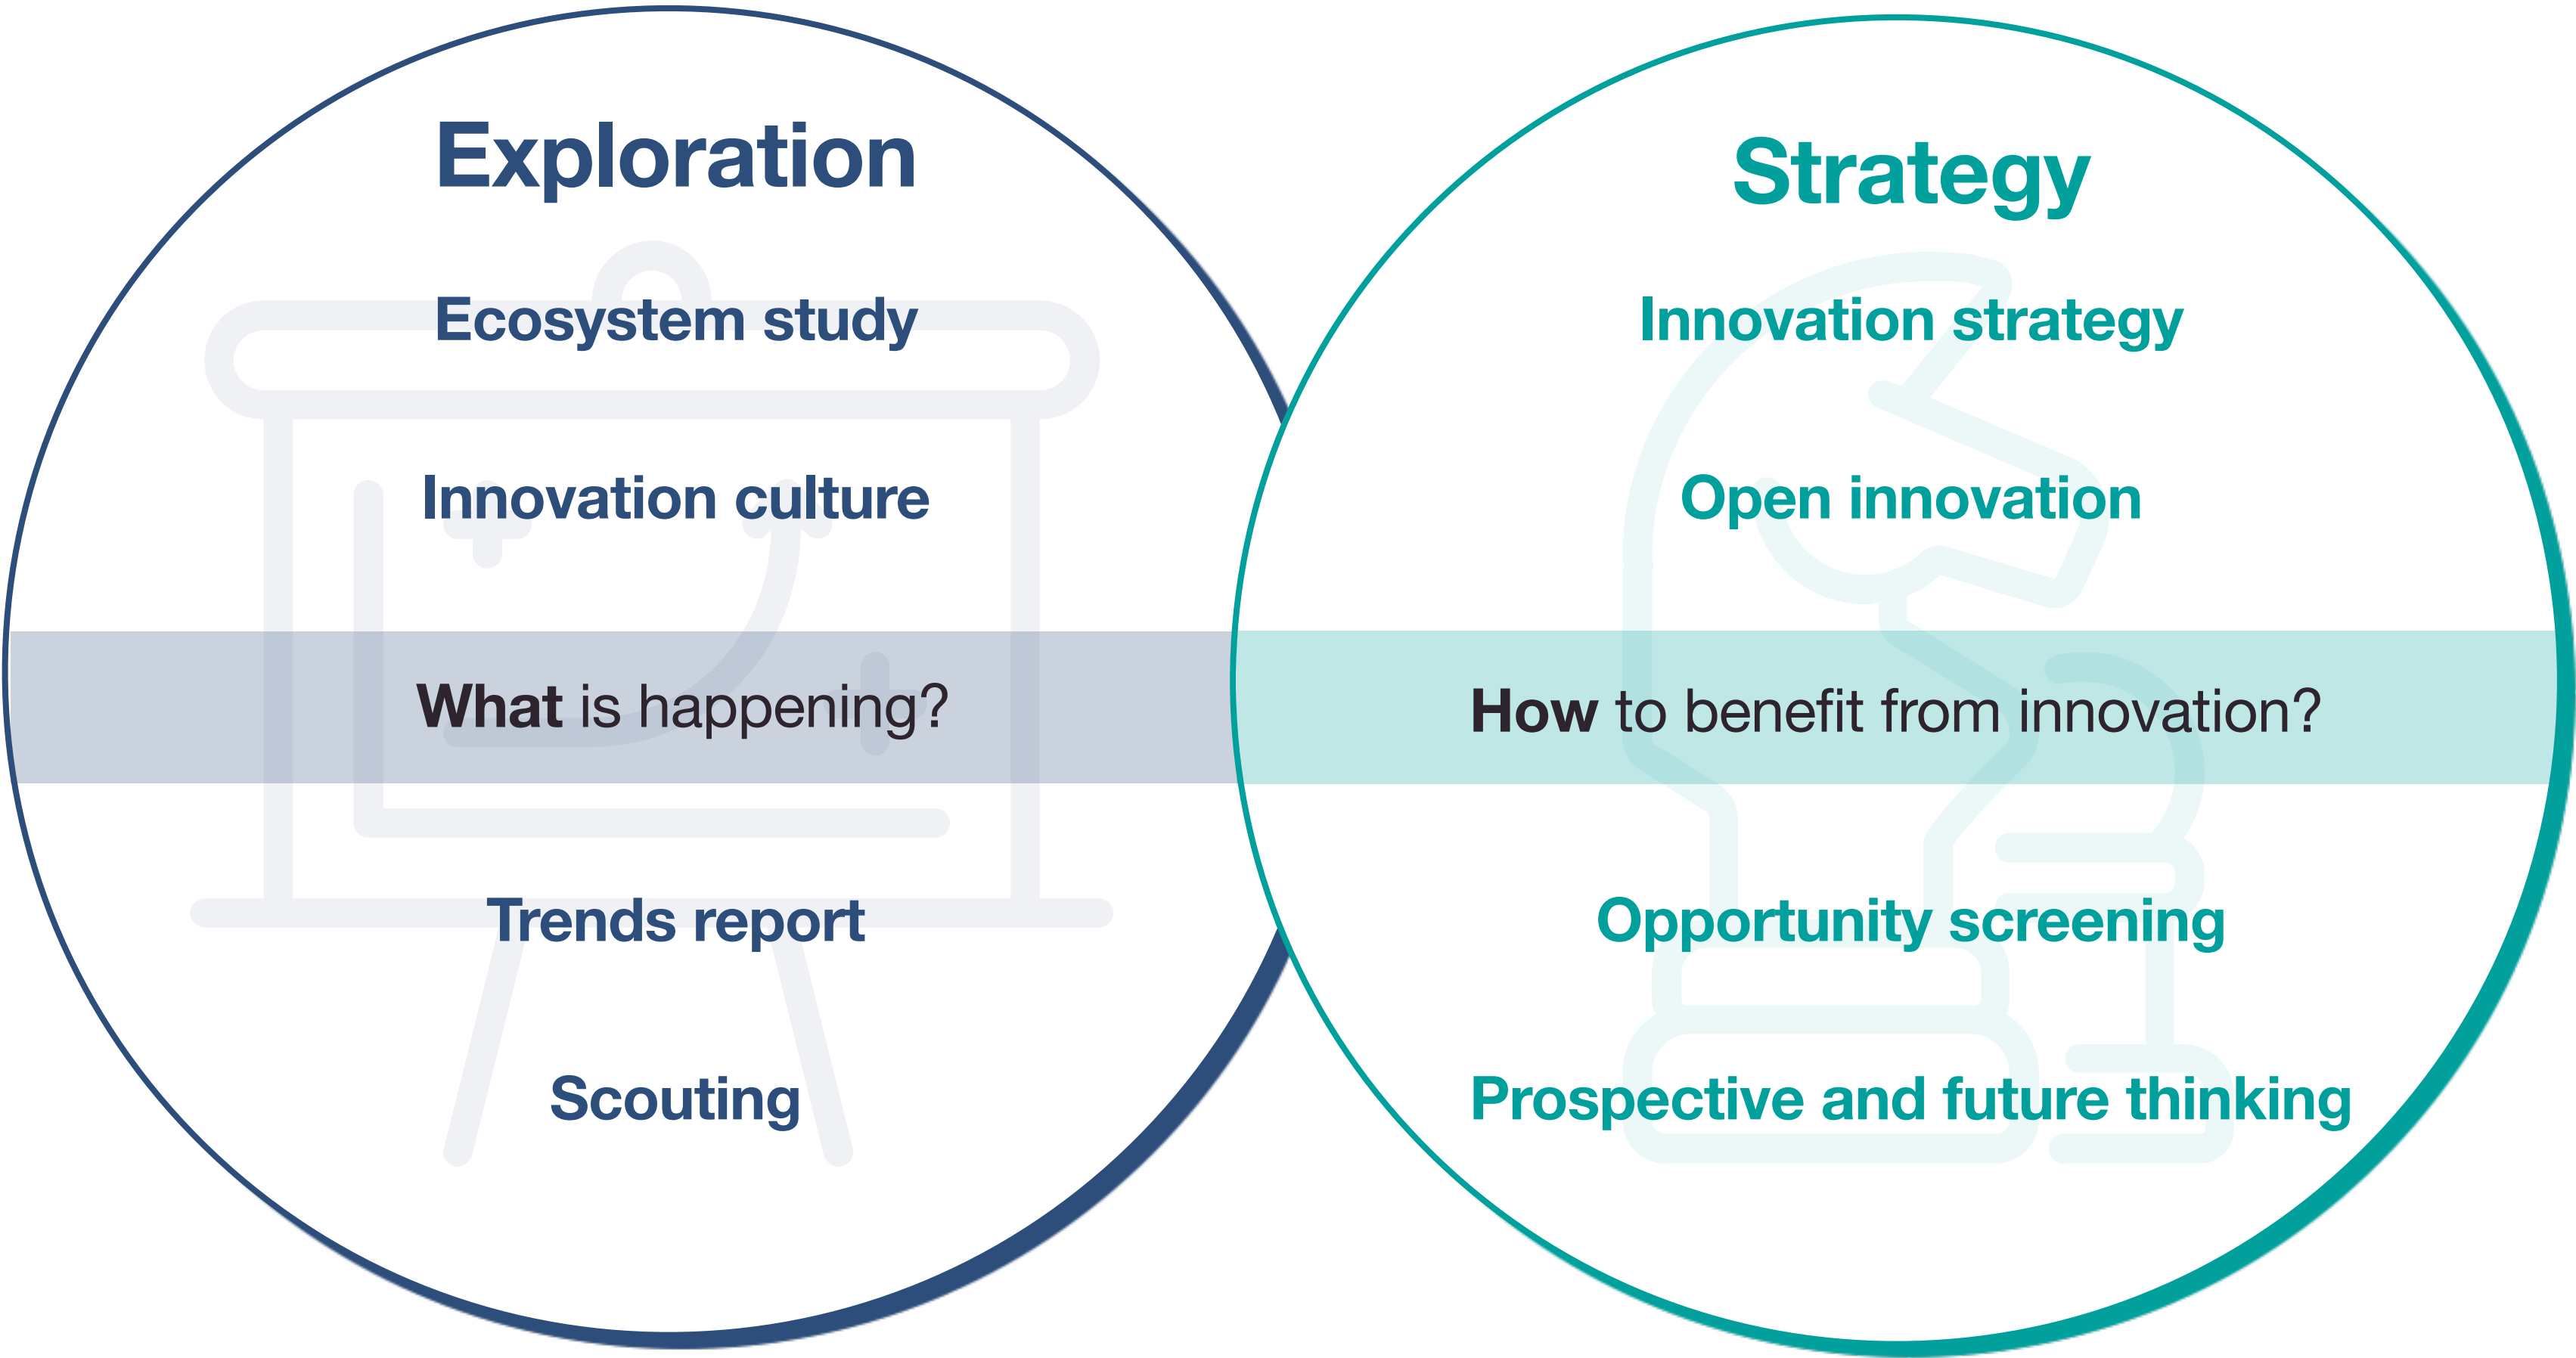 Exploration
Ecosystem study
Innovation culture
What is happening?
Trends report
Scouting
Strategy
Innovation strategy
Open innovation
How to benefit from innovation?
Opportunity screening
Prospective and future thinking